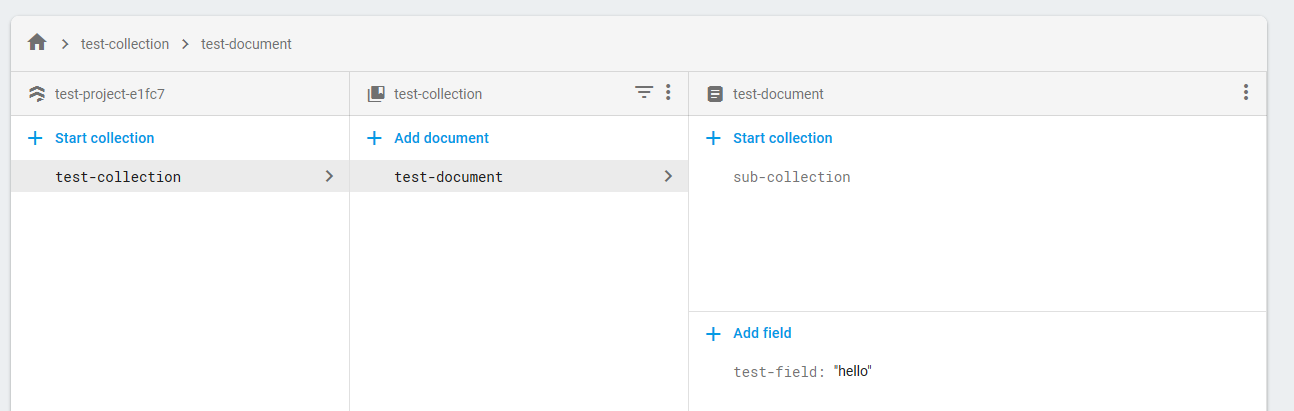 test-collection > test-document
test-project-e1fc7
test-collection
test-document
+ Start collection
+ Add document
+ Start collection
test-collection
test-document
sub-collection
+ Add field
test-field: "hello"